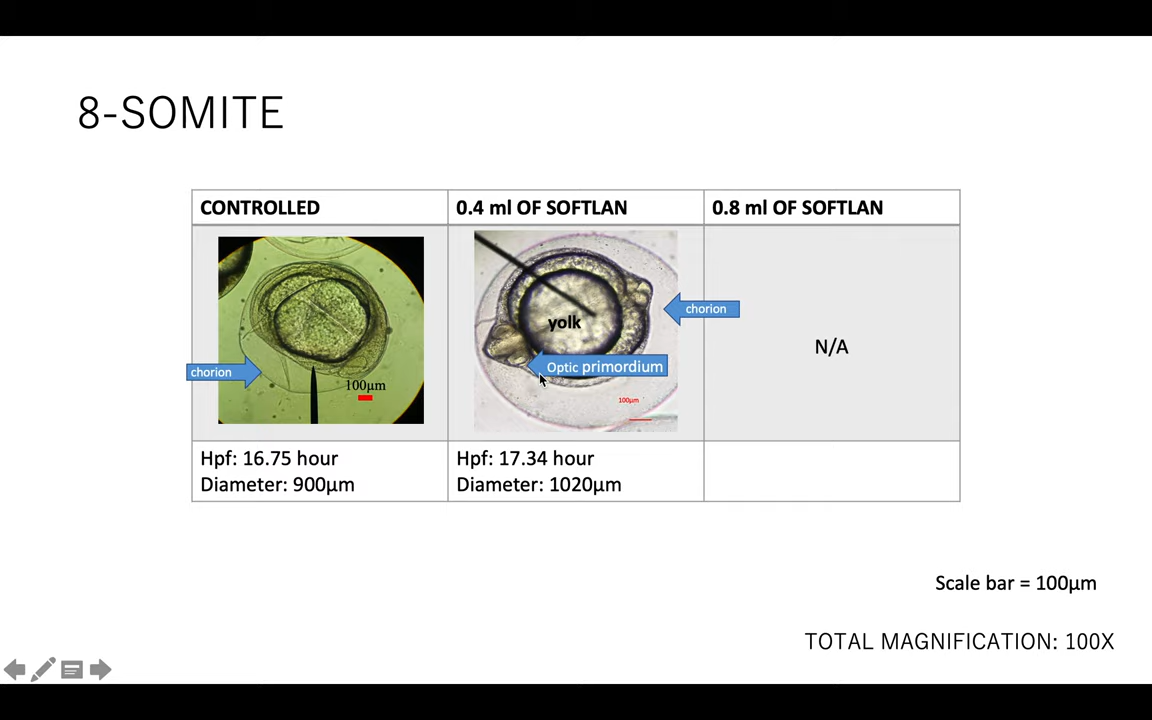 8-SOMITE
CONTROLLED
0.4 ml OF SOFTLAN
0.8 ml OF SOFTLAN
chorion
100µm
yolk
chorion
Optic primordium
100µm
N/A
Hpf: 16.75 hour
Diameter: 900µm
Hpf: 17.34 hour
Diameter: 1020µm
Scale bar = 100µm
TOTAL MAGNIFICATION: 100X